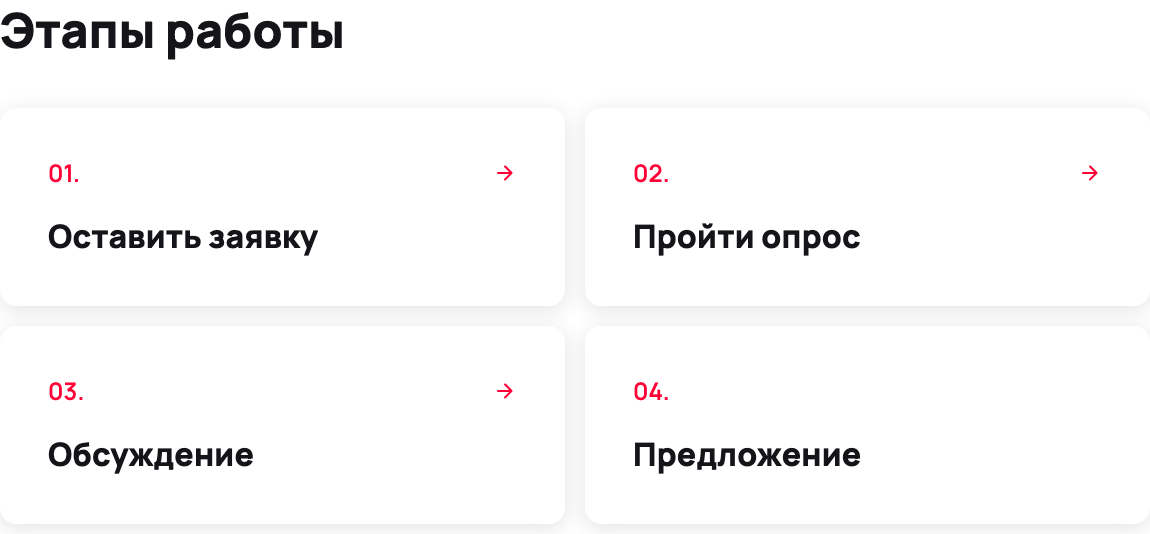 Этапы работы
01. →
Оставить заявку
02. →
Пройти опрос
03. →
Обсуждение
04.
Предложение